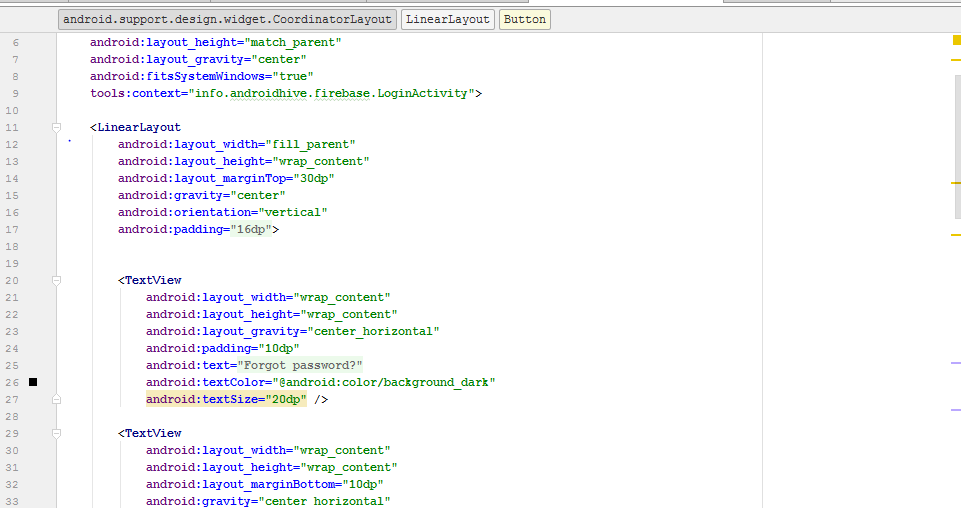 android.support.design.widget.CoordinatorLayout LinearLayout Button
6 android:layout_height="match_parent"
7 android:layout_gravity="center"
8 android:fitsSystemWindows="true"
9 tools:context="info.androidhive.firebase.LoginActivity">
10
11 <LinearLayout
12 android:layout_width="fill_parent"
13 android:layout_height="wrap_content"
14 android:layout_marginTop="30dp"
15 android:gravity="center"
16 android:orientation="vertical"
17 android:padding="16dp">
18
19
20 <TextView
21 android:layout_width="wrap_content"
22 android:layout_height="wrap_content"
23 android:layout_gravity="center_horizontal"
24 android:padding="10dp"
25 android:text="Forgot password?"
26 android:textColor="@android:color/background_dark"
27 android:textSize="20dp" />
28
29 <TextView
30 android:layout_width="wrap_content"
31 android:layout_height="wrap_content"
32 android:layout_marginBottom="10dp"
33 android:gravity="center_horizontal"